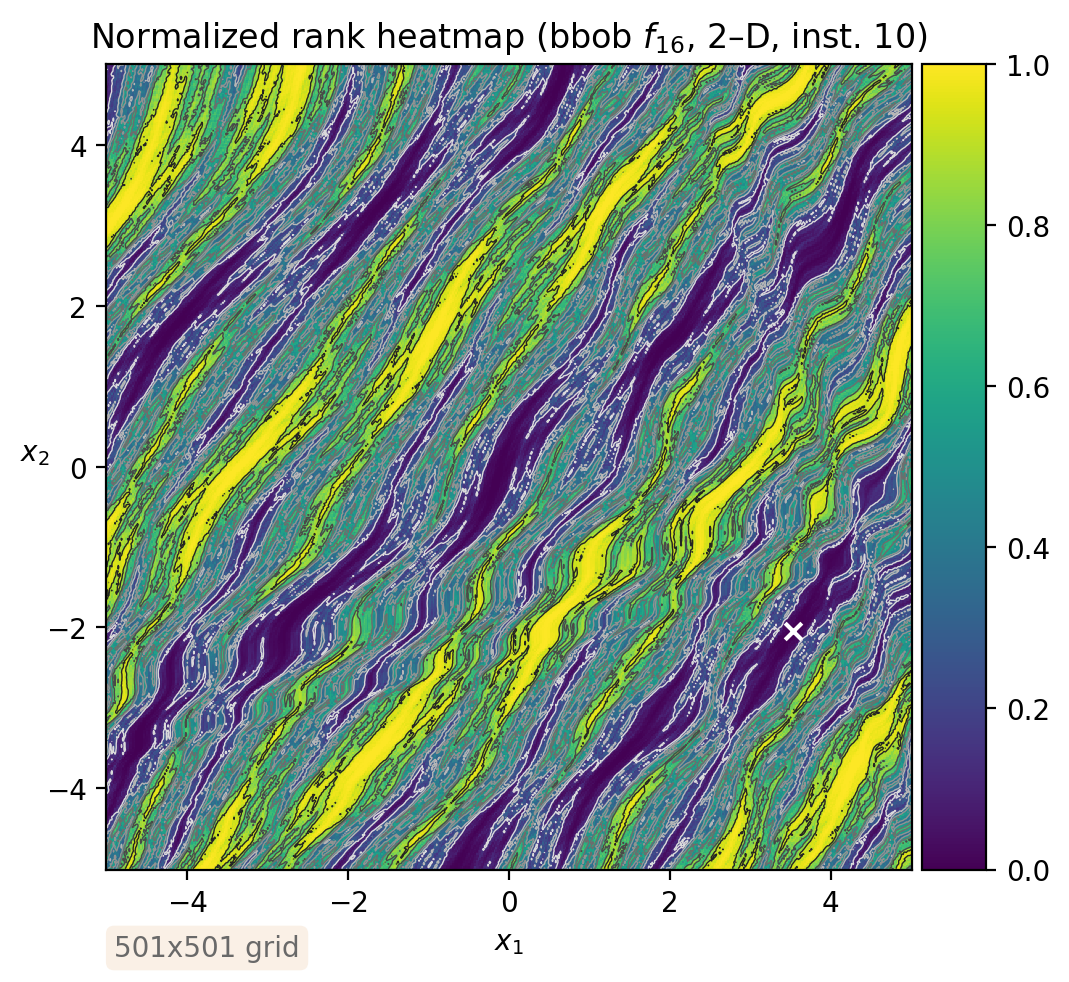 Normalized rank heatmap (bbob f₁₆, 2–D, inst. 10)
1.0
0.8
0.6
0.4
0.2
0.0
4
2
0
−2
−4
x₂
−4 −2 0 2 4
x₁
501x501 grid